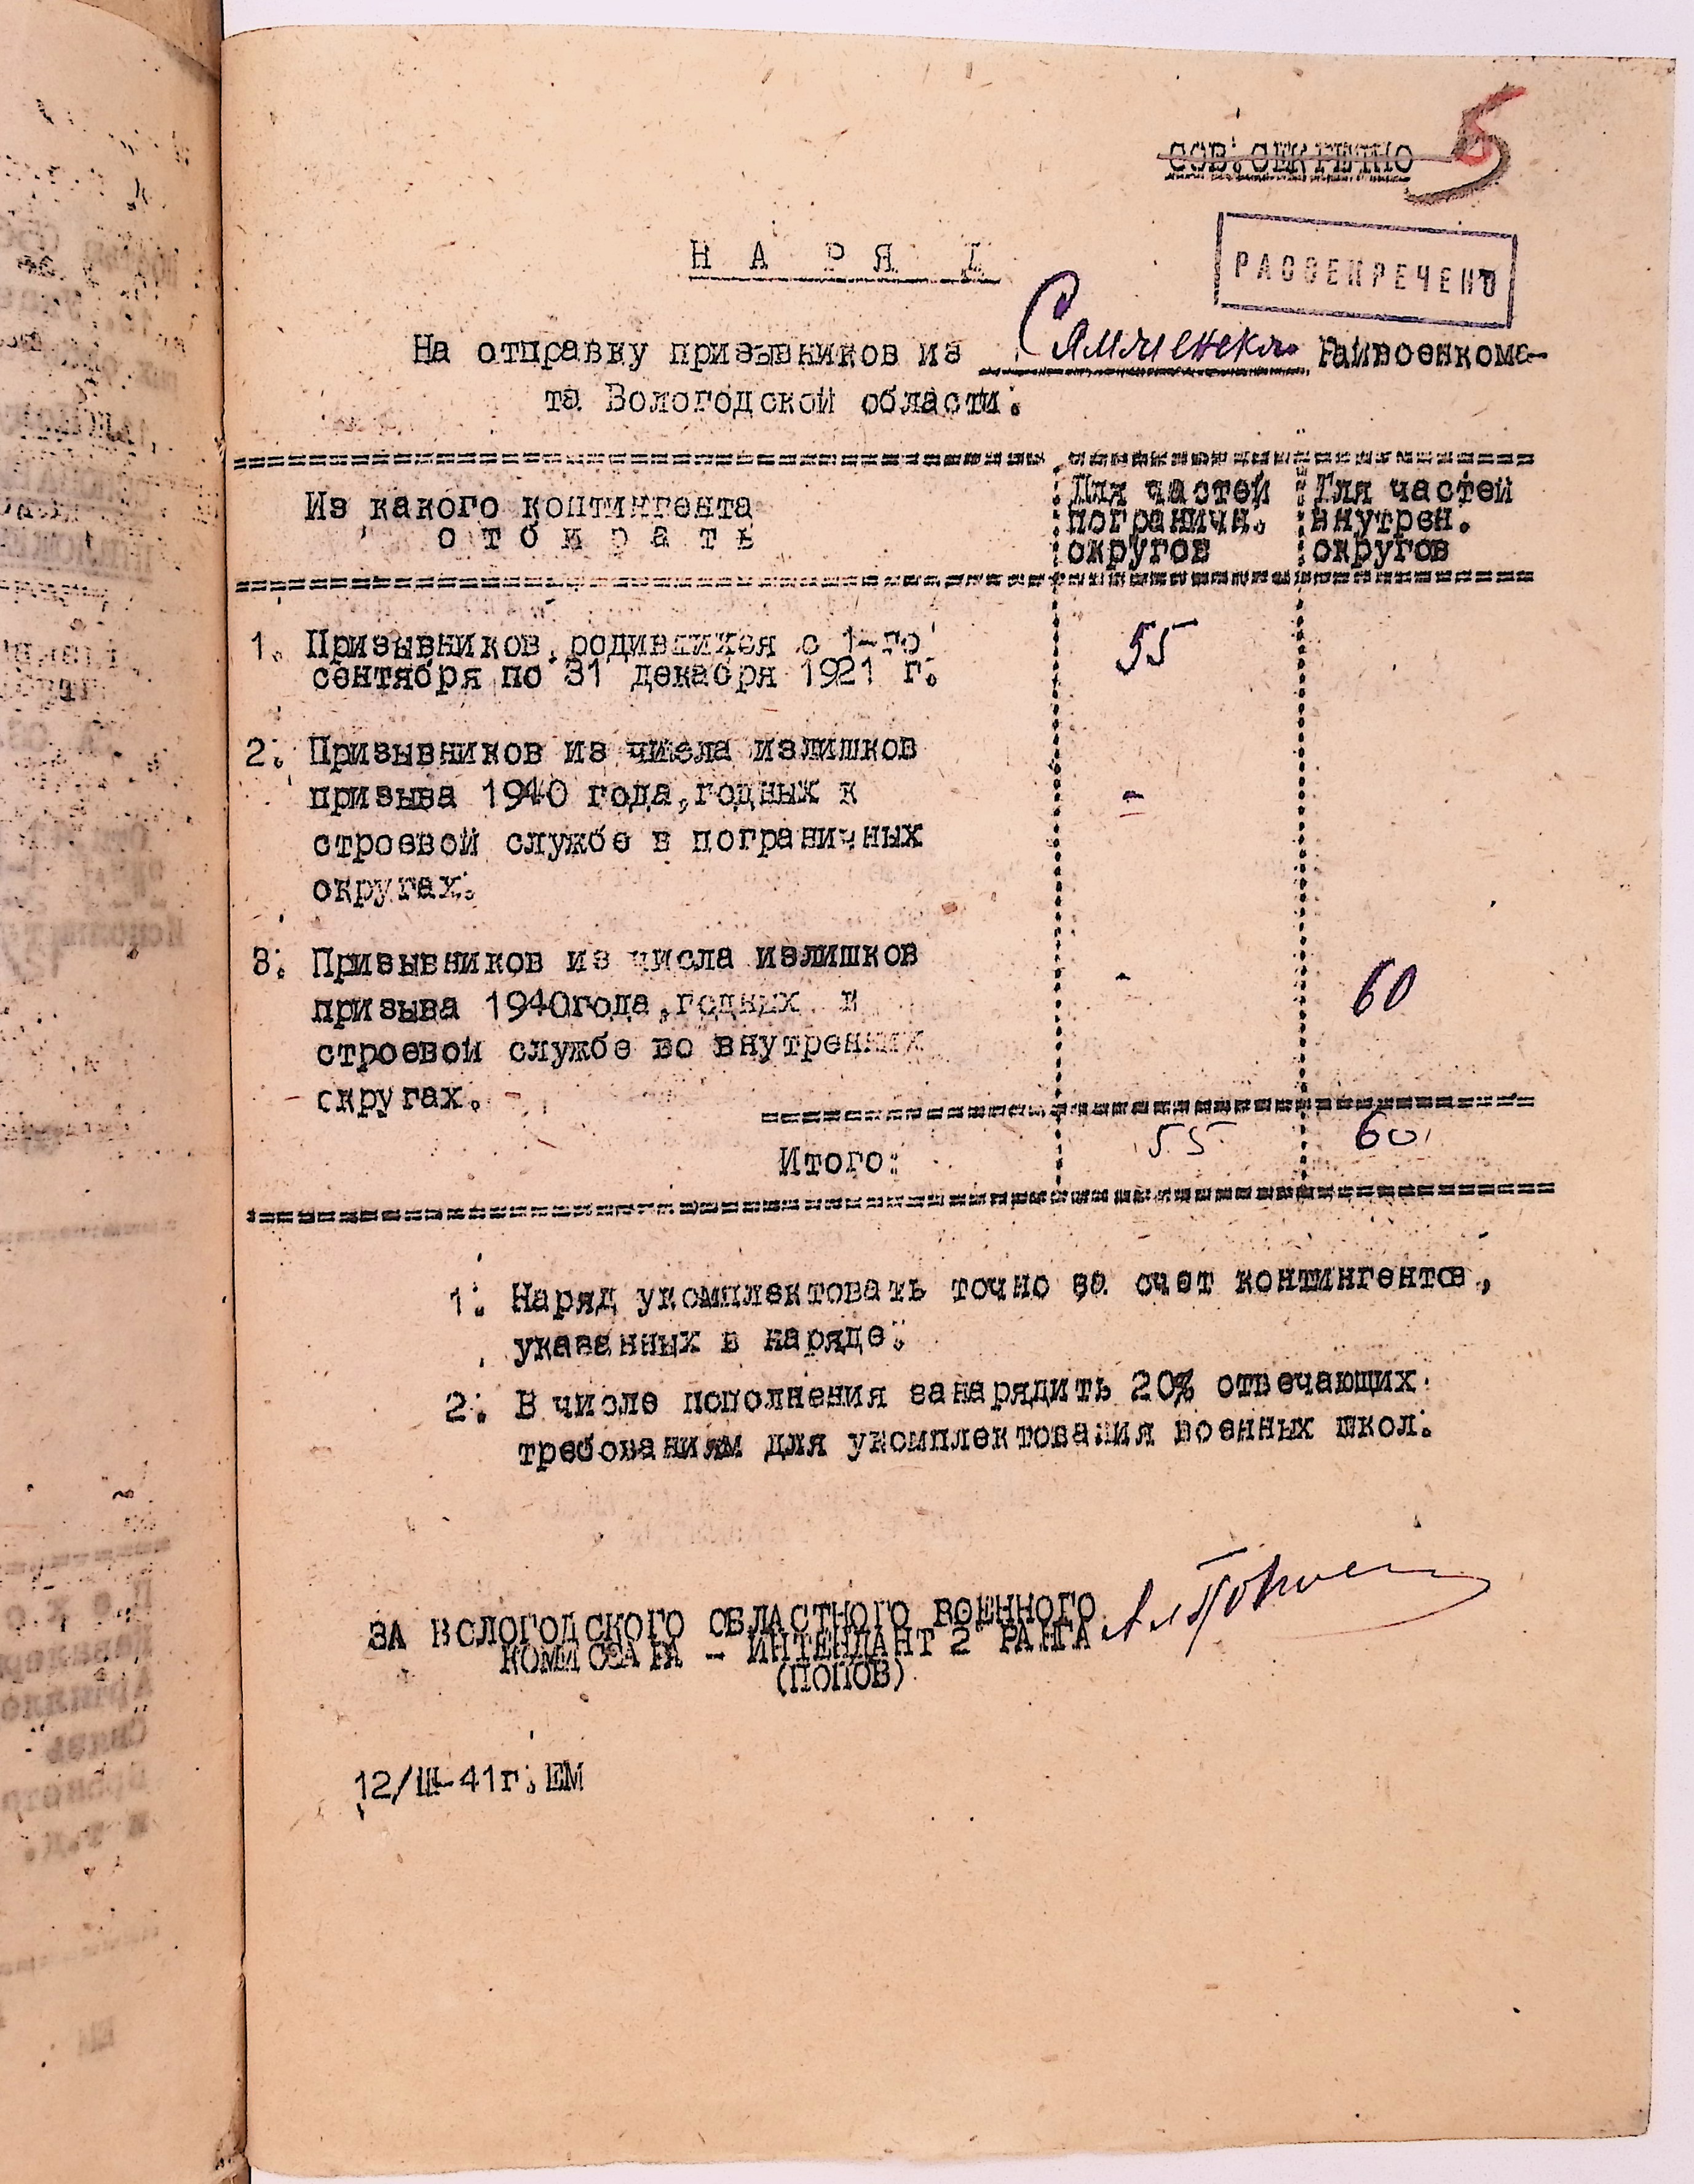 СОВ. СЕКРЕТНО 5
РАССЕКРЕЧЕНО
Н А Р Я Д
На отправку призывников из Сямженского Райвоенкома-
та Вологодской области.
Из какого контингента
о т б и р а т ь
Для частей
погранич.
округов
Для частей
внутрен.
округов
1. Призывников, родившихся с 1-го
сентября по 31 декабря 1921 г. 55
2. Призывников из числа излишков
призыва 1940 года, годных к -
строевой службе в пограничных
округах.
3. Призывников из числа излишков
призыва 1940года, годных к - 60
строевой службе во внутренних
округах.
Итого: 55 60
1. Наряд укомплектовать точно за счет контингентов,
указанных в наряде.
2. В числе пополнения занарядить 20% отвечающих
требованиям для укомплектования военных школ.
ЗА ВОЛОГОДСКОГО ОБЛАСТНОГО ВОЕННОГО
КОМИССАРА - ИНТЕНДАНТ 2 РАНГА
(ПОПОВ)
12/Ш-41г. ЕМ